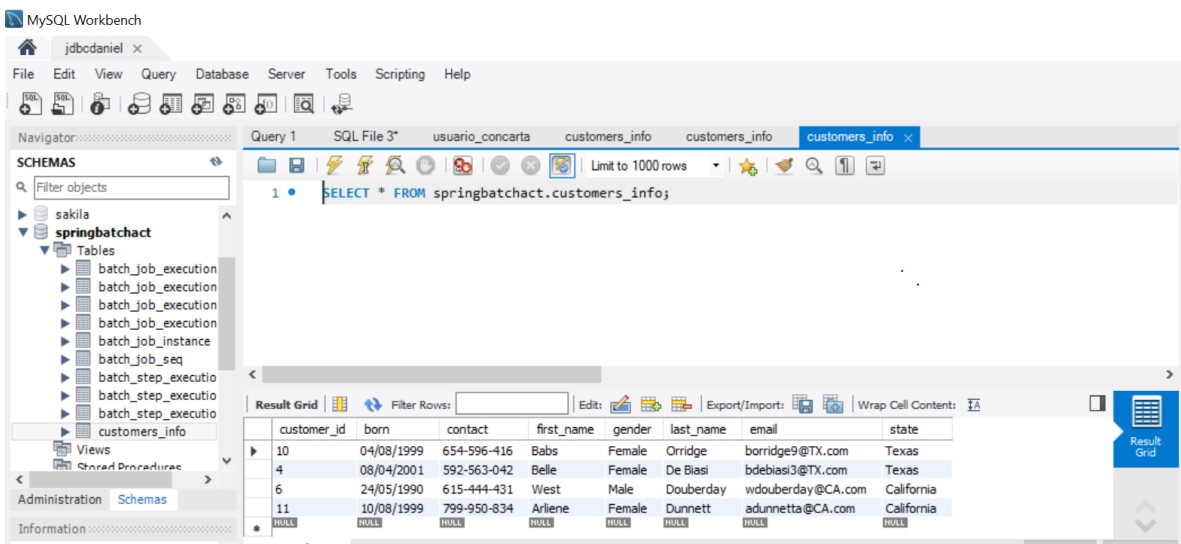 MySQL Workbench
jdbcdaniel
File Edit View Query Database Server Tools Scripting Help
Navigator
SCHEMAS
Filter objects
sakila
springbatchact
Tables
batch_job_execution
batch_job_execution
batch_job_execution
batch_job_execution
batch_job_instance
batch_job_seq
batch_step_executio
batch_step_executio
batch_step_executio
customers_info
Views
Stored Procedures
Administration Schemas
Information
Query 1 SQL File 3* usuario_concarta customers_info customers_info customers_info
Limit to 1000 rows
1 SELECT * FROM springbatchact.customers_info;
Result Grid Filter Rows: Edit: Export/Import: Wrap Cell Content:
customer_id born contact first_name gender last_name email state
10 04/08/1999 654-596-416 Babs Female Orridge borridge9@TX.com Texas
4 08/04/2001 592-563-042 Belle Female De Biasi bdebiasi3@TX.com Texas
6 24/05/1990 615-444-431 West Male Douberday wdouberday@CA.com California
11 10/08/1999 799-950-834 Arliene Female Dunnett adunnetta@CA.com California
NULL NULL NULL NULL NULL NULL NULL NULL
Result
Grid